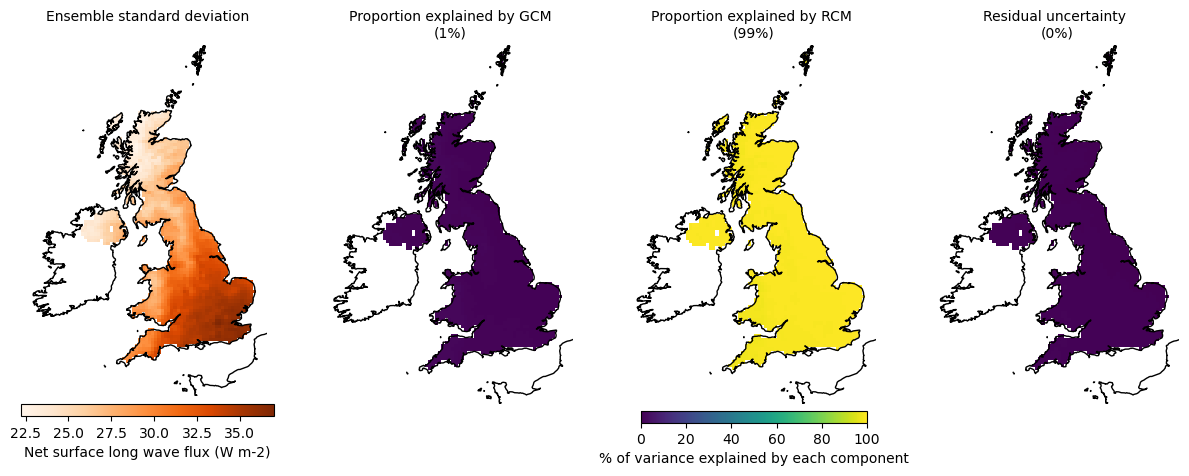 Ensemble standard deviation
Proportion explained by GCM
(1%)
Proportion explained by RCM
(99%)
Residual uncertainty
(0%)
22.5 25.0 27.5 30.0 32.5 35.0
Net surface long wave flux (W m-2)
0 20 40 60 80 100
% of variance explained by each component